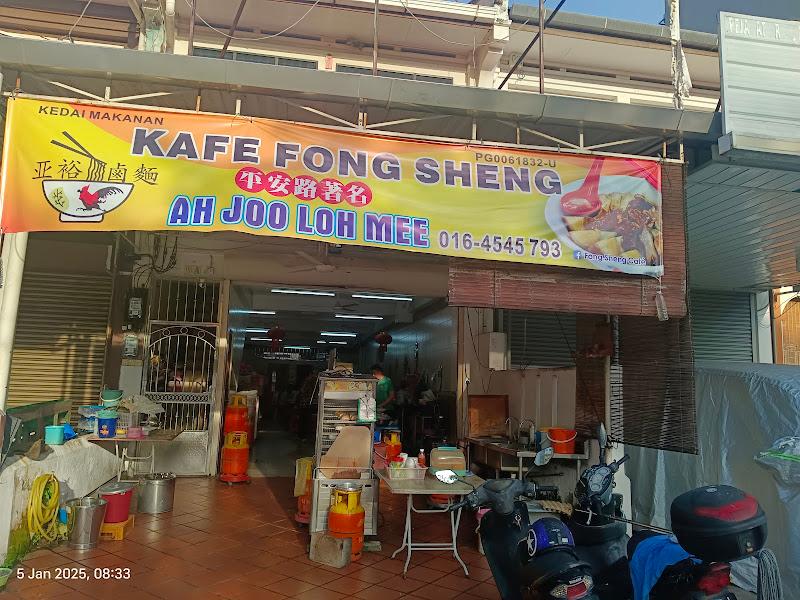 KEDAI MAKANAN
KAFE FONG SHENG
PG0061832-U
亚裕 卤麵
平安路著名
AH JOO LOH MEE 016-4545 793
Fong Sheng Cafe
5 Jan 2025, 08:33